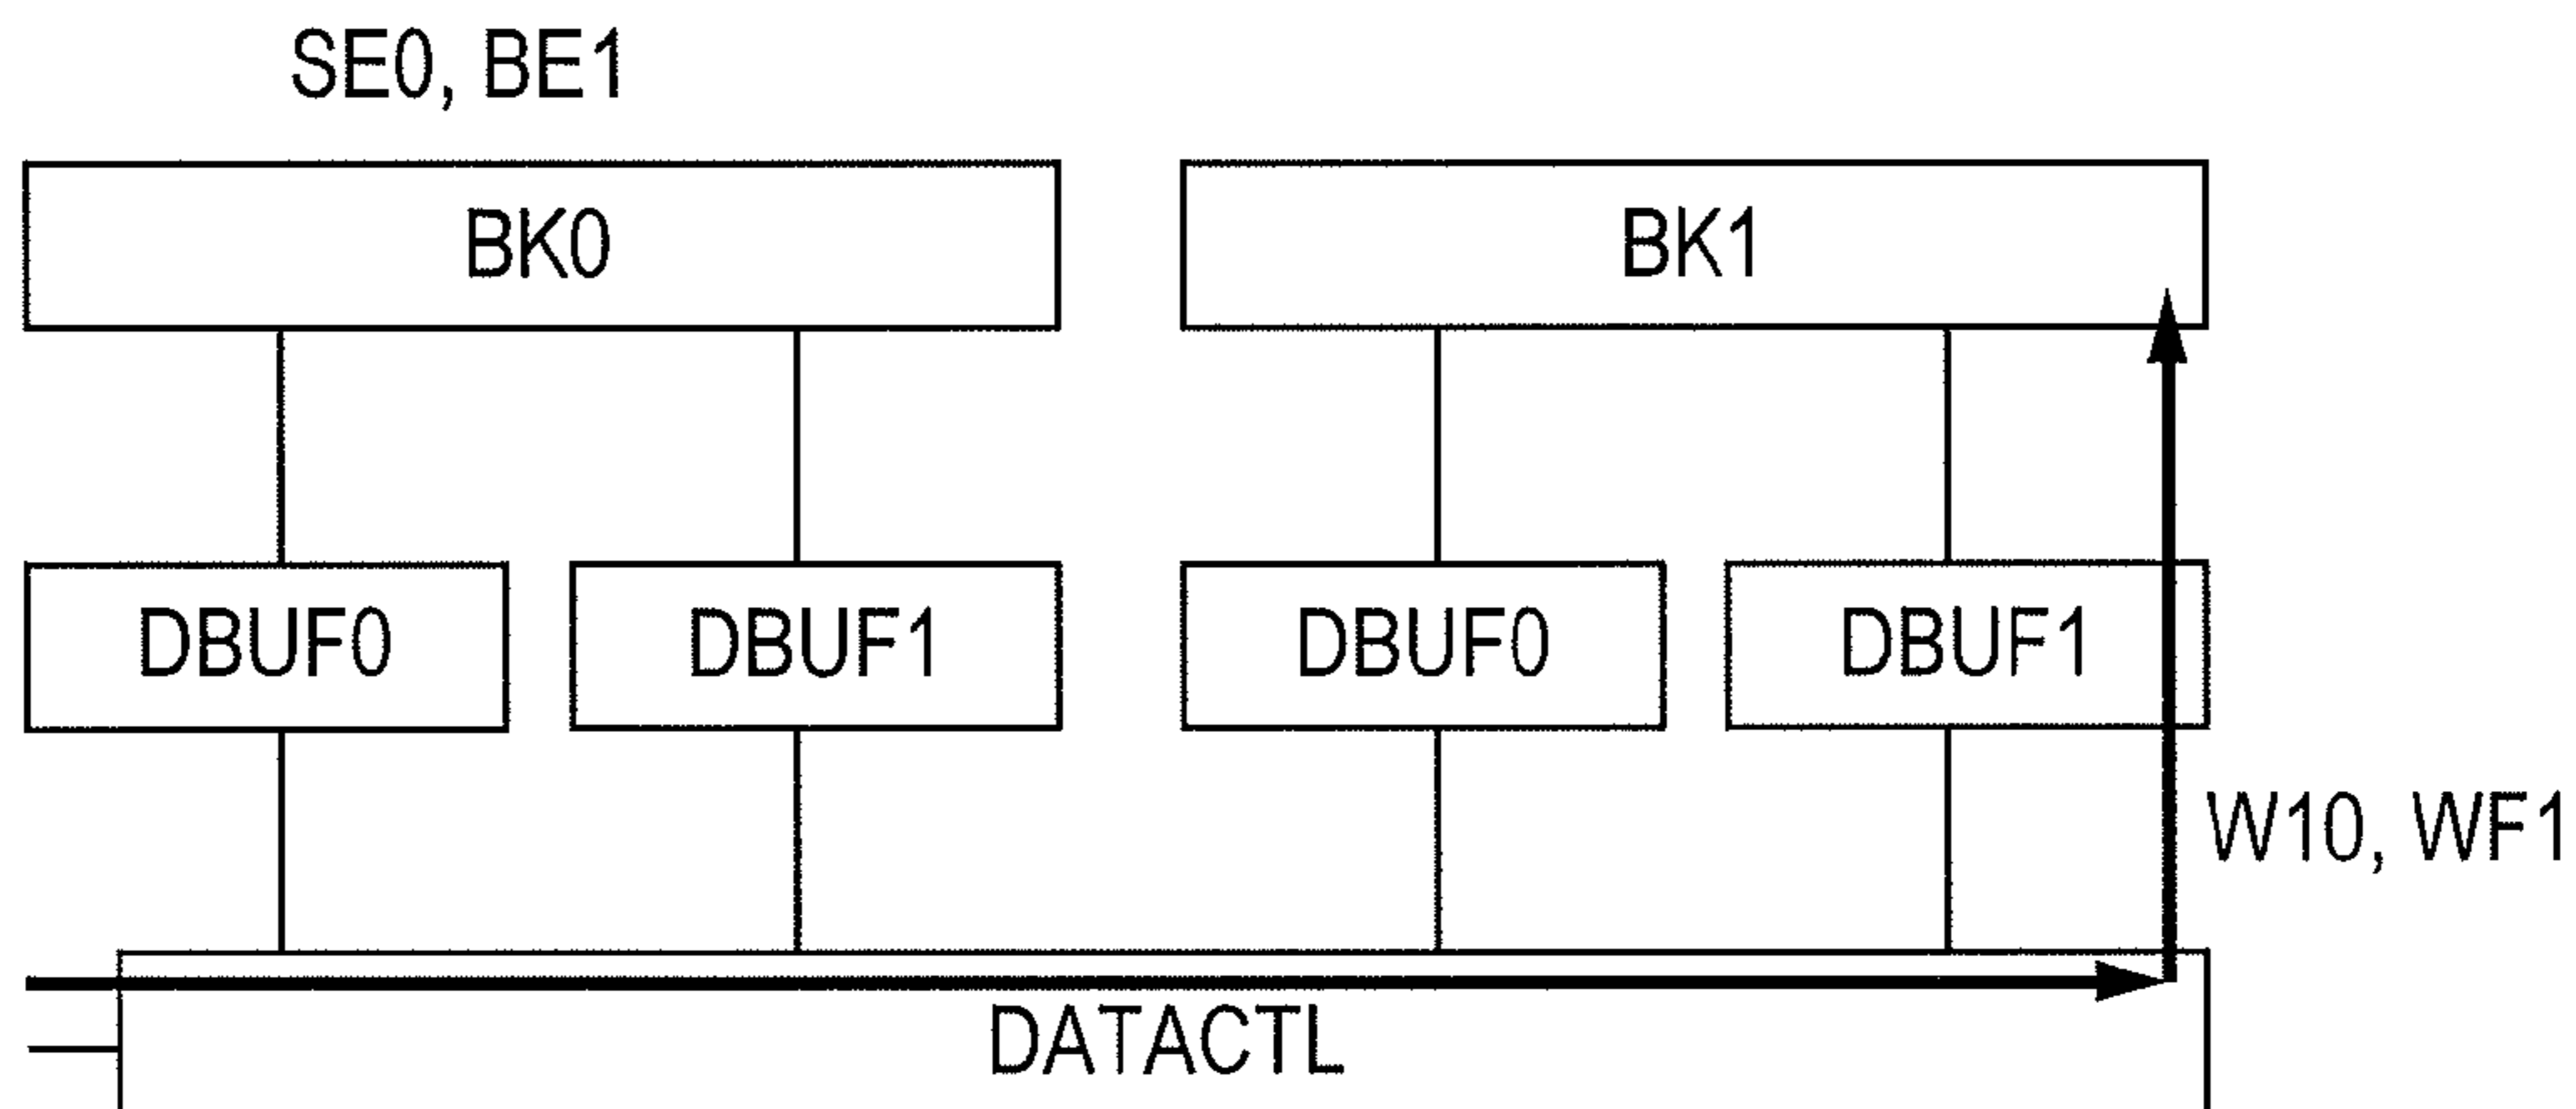 SE0, BE1
BK0
BK1
DBUF0
DBUF1
DBUF0
DBUF1
W10, WF1
DATACTL